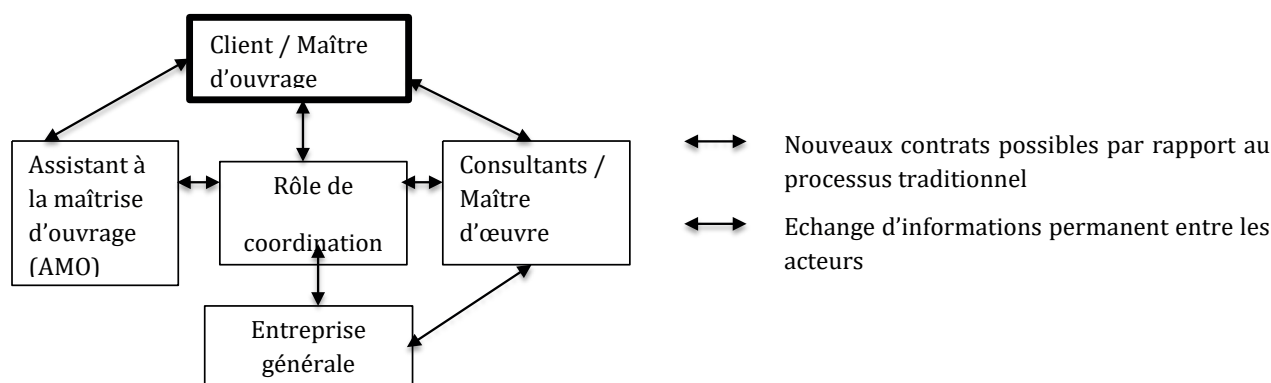 Client / Maître
d’ouvrage
Assistant à
la maîtrise
d’ouvrage
(AMO)
Rôle de
coordination
Consultants /
Maître
d’œuvre
Entreprise
générale
Nouveaux contrats possibles par rapport au
processus traditionnel
Echange d’informations permanent entre les
acteurs